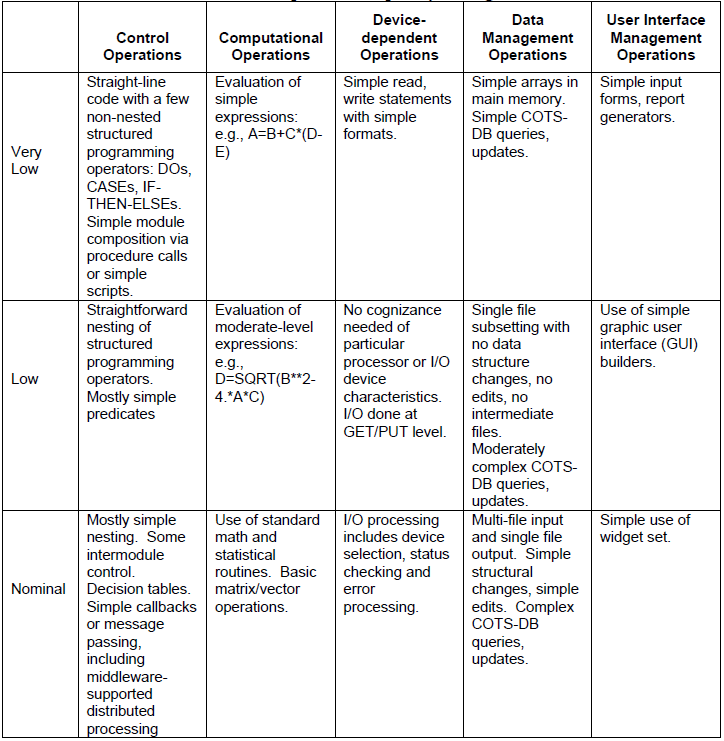 Control
Operations
Computational
Operations
Device-
dependent
Operations
Data
Management
Operations
User Interface
Management
Operations
Very
Low
Straight-line
code with a few
non-nested
structured
programming
operators: DOs,
CASEs, IF-
THEN-ELSEs.
Simple module
composition via
procedure calls
or simple
scripts.
Evaluation of
simple
expressions:
e.g., A=B+C*(D-
E)
Simple read,
write statements
with simple
formats.
Simple arrays in
main memory.
Simple COTS-
DB queries,
updates.
Simple input
forms, report
generators.
Low
Straightforward
nesting of
structured
programming
operators.
Mostly simple
predicates
Evaluation of
moderate-level
expressions:
e.g.,
D=SQRT(B**2-
4.*A*C)
No cognizance
needed of
particular
processor or I/O
device
characteristics.
I/O done at
GET/PUT level.
Single file
subsetting with
no data
structure
changes, no
edits, no
intermediate
files.
Moderately
complex COTS-
DB queries,
updates.
Use of simple
graphic user
interface (GUI)
builders.
Nominal
Mostly simple
nesting. Some
intermodule
control.
Decision tables.
Simple callbacks
or message
passing,
including
middleware-
supported
distributed
processing
Use of standard
math and
statistical
routines. Basic
matrix/vector
operations.
I/O processing
includes device
selection, status
checking and
error
processing.
Multi-file input
and single file
output. Simple
structural
changes, simple
edits. Complex
COTS-DB
queries,
updates.
Simple use of
widget set.